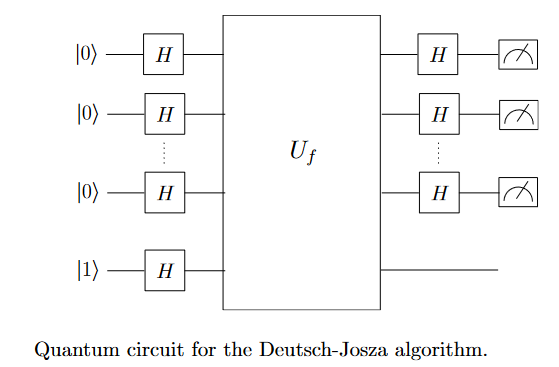 |0⟩ H H
|0⟩ H H
U_f
|0⟩ H H
|1⟩ H
Quantum circuit for the Deutsch-Josza algorithm.